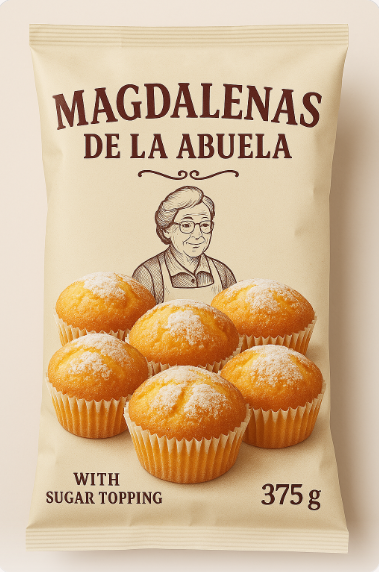 MAGDALENAS
DE LA ABUELA
WITH
SUGAR TOPPING
375 g